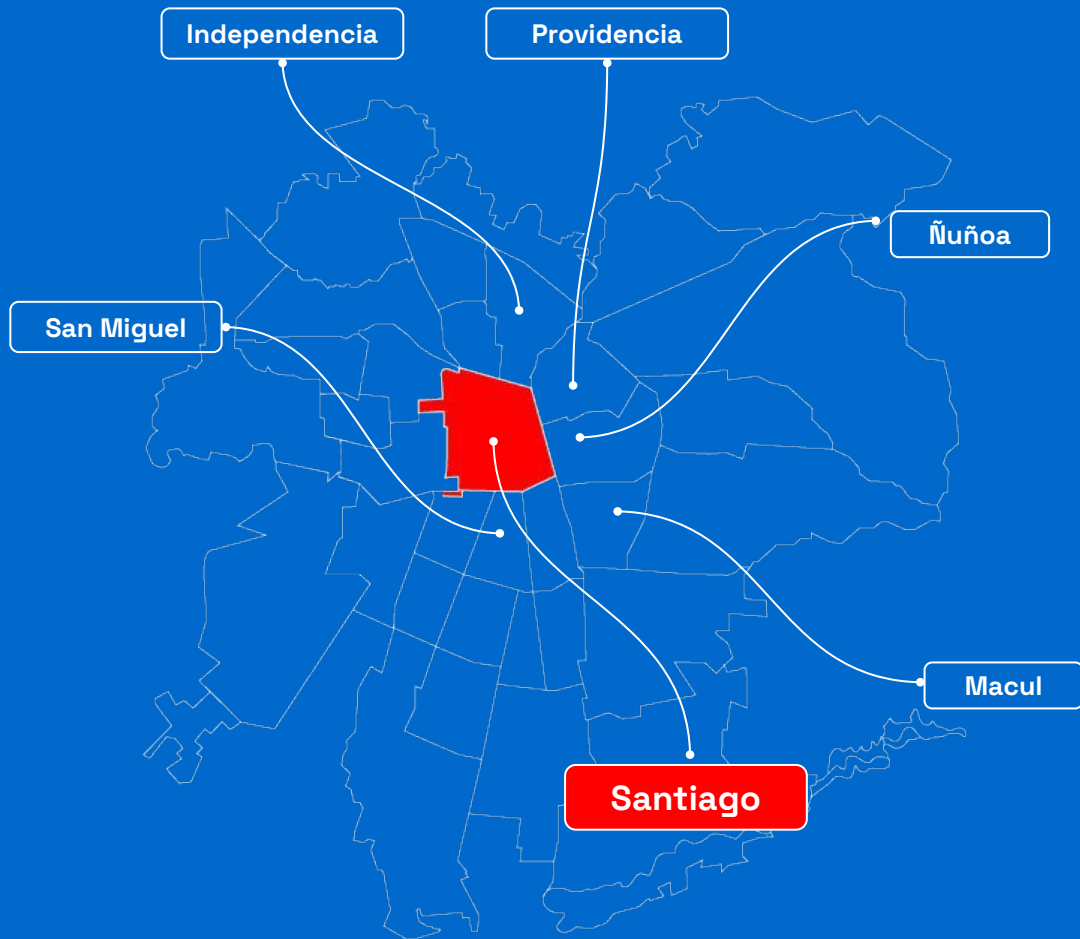 Independencia
Providencia
Ñuñoa
San Miguel
Macul
Santiago